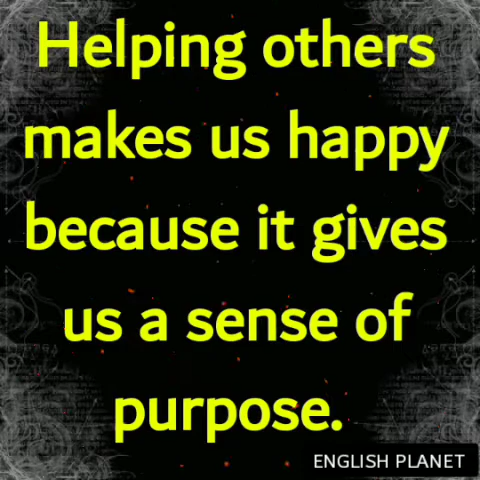 Helping others
makes us happy
because it gives
us a sense of
purpose.
ENGLISH PLANET